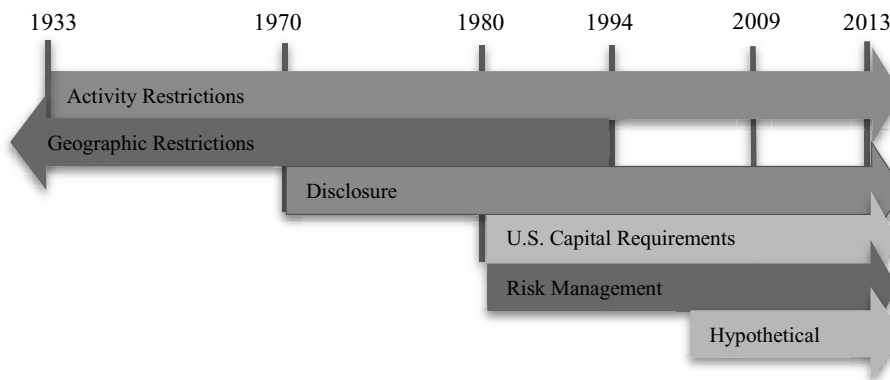 1933 1970 1980 1994 2009 2013
Activity Restrictions
Geographic Restrictions
Disclosure
U.S. Capital Requirements
Risk Management
Hypothetical